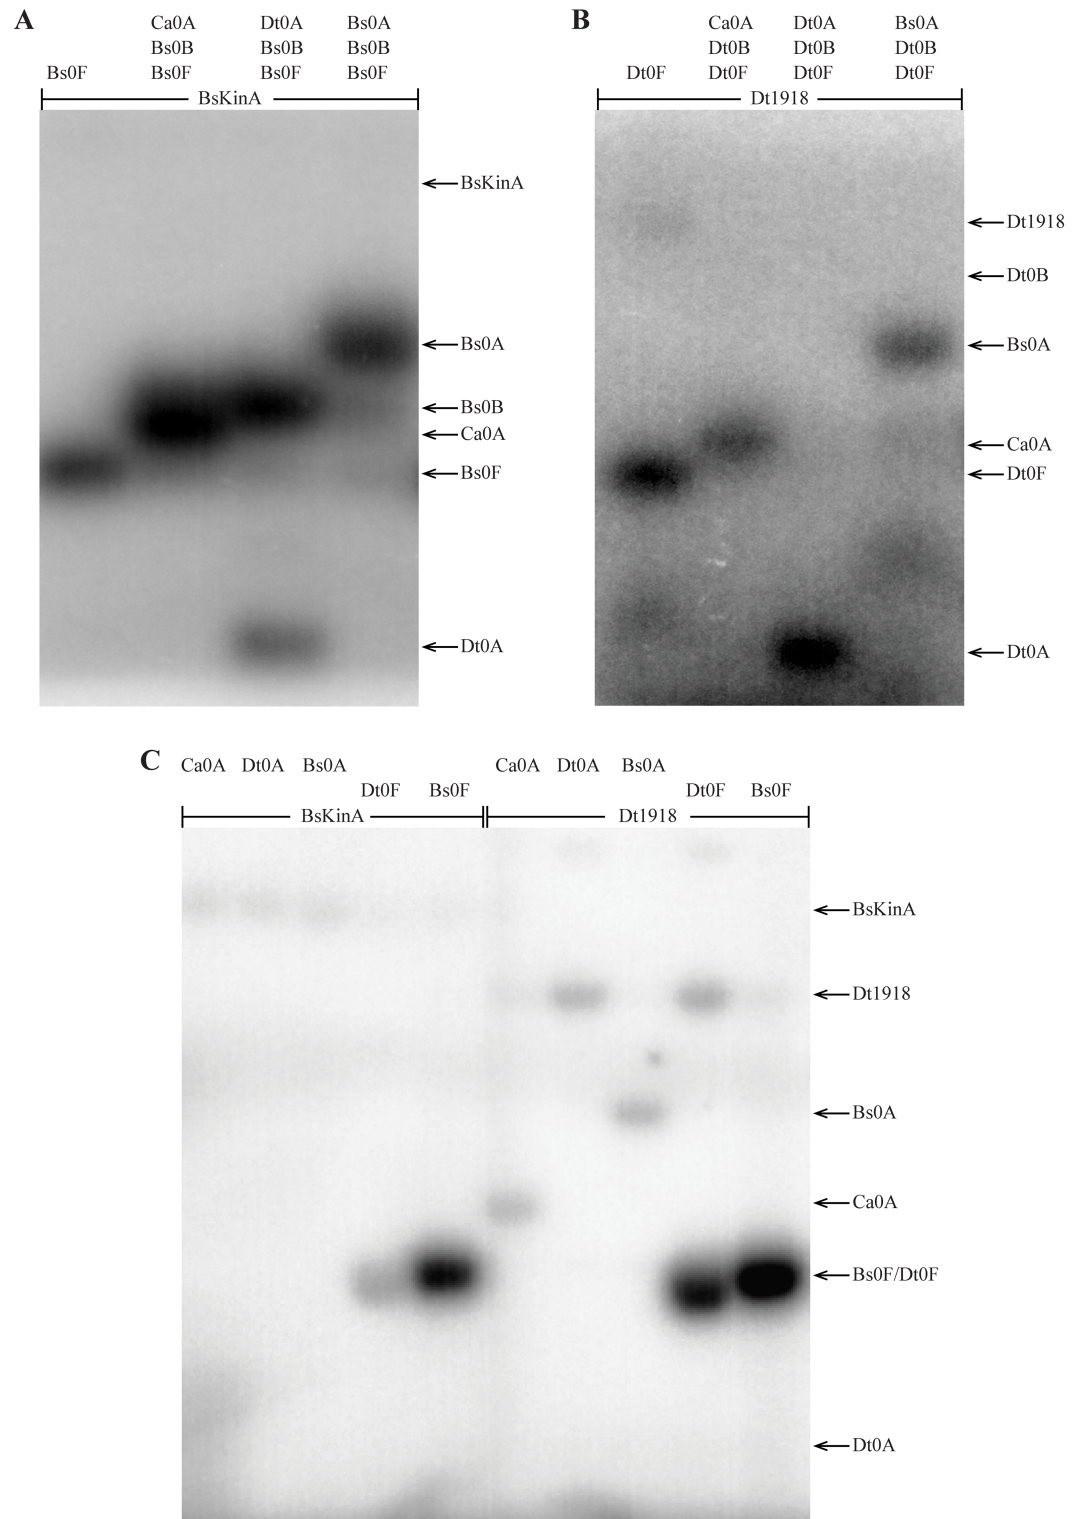 A
Ca0A Dt0A Bs0A
Bs0B Bs0B Bs0B
Bs0F Bs0F Bs0F Bs0F
BsKinA
BsKinA
Bs0A
Bs0B
Ca0A
Bs0F
Dt0A
B
Ca0A Dt0A Bs0A
Dt0B Dt0B Dt0B
Dt0F Dt0F Dt0F Dt0F
Dt1918
Dt1918
Dt0B
Bs0A
Ca0A
Dt0F
Dt0A
C
Ca0A Dt0A Bs0A Ca0A Dt0A Bs0A
Dt0F Bs0F Dt0F Bs0F
BsKinA Dt1918
BsKinA
Dt1918
Bs0A
Ca0A
Bs0F/Dt0F
Dt0A